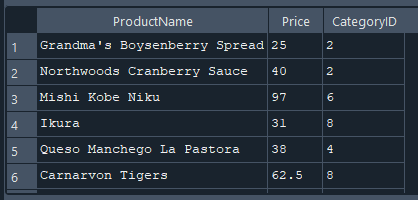 ProductName Price CategoryID
1 Grandma's Boysenberry Spread 25 2
2 Northwoods Cranberry Sauce 40 2
3 Mishi Kobe Niku 97 6
4 Ikura 31 8
5 Queso Manchego La Pastora 38 4
6 Carnarvon Tigers 62.5 8